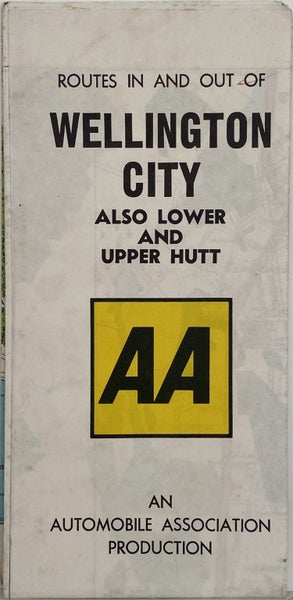 ROUTES IN AND OUT OF
WELLINGTON
CITY
ALSO LOWER
AND
UPPER HUTT
AA
AN
AUTOMOBILE ASSOCIATION
PRODUCTION